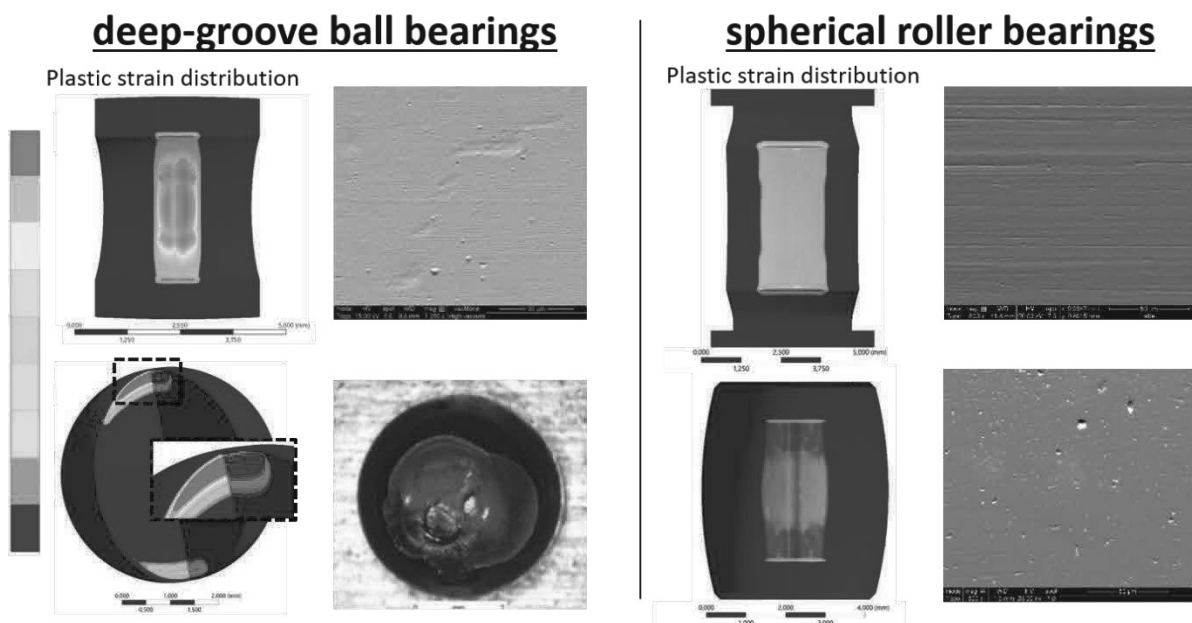 deep-groove ball bearings
Plastic strain distribution
0,000 2,500 5,000 (mm)
1,250 3,750
0,000 1,000 2,000 (mm)
0,500 1,500
spherical roller bearings
Plastic strain distribution
0,000 2,500 5,000 (mm)
1,250 3,750
0,000 2,000 4,000 (mm)
1,000 3,000